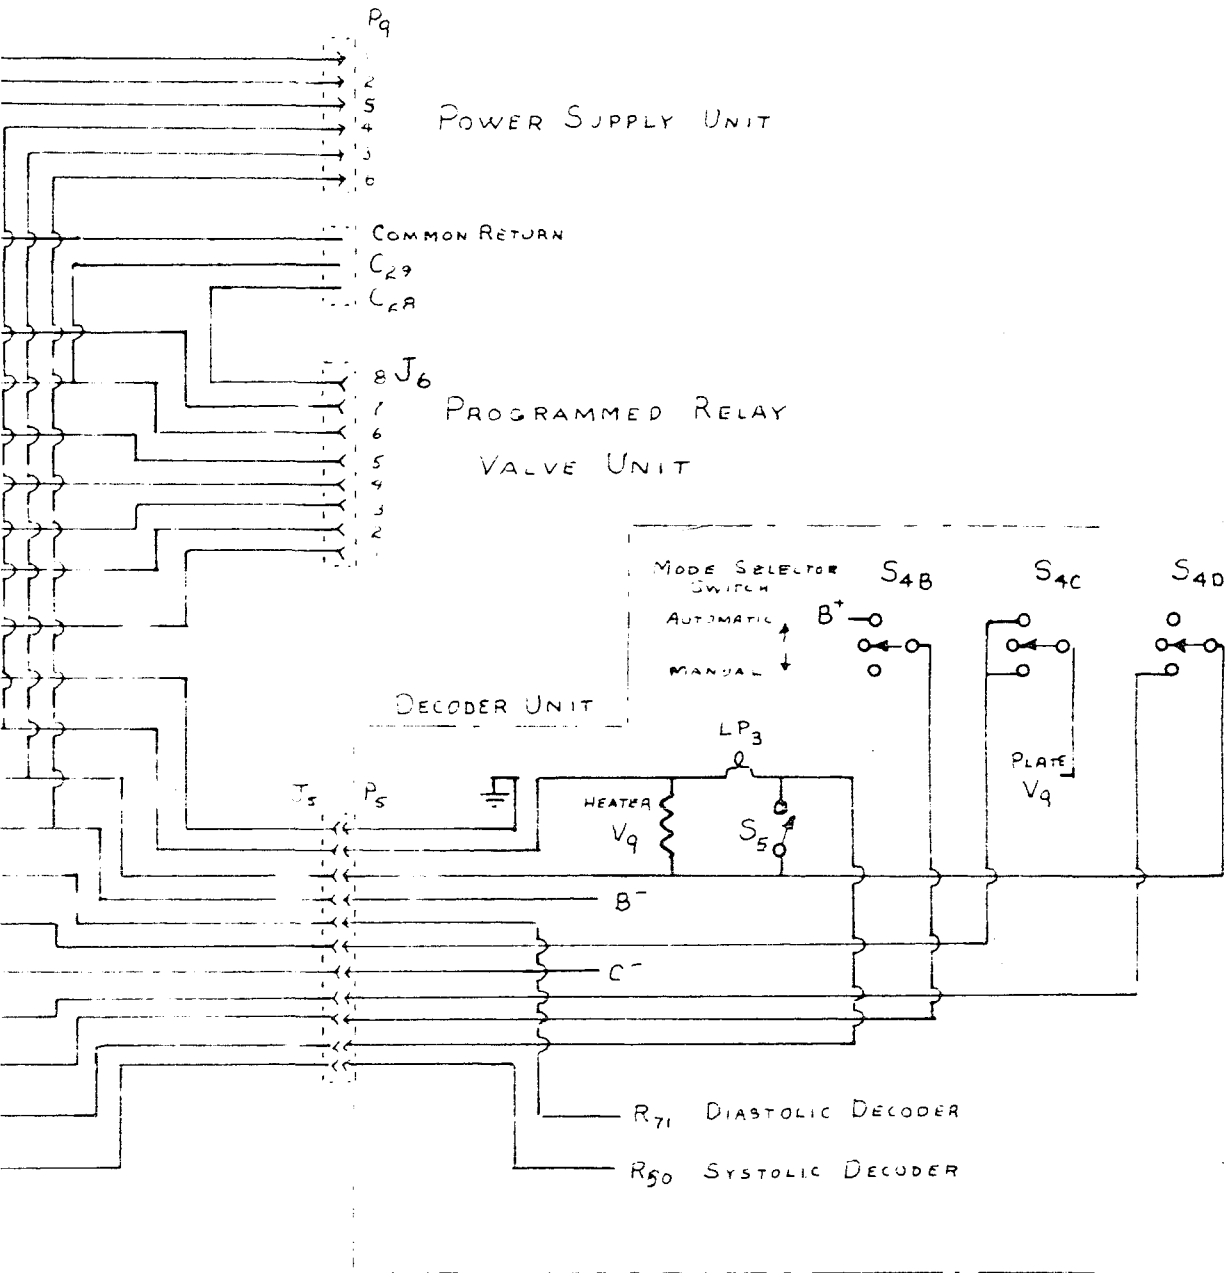 P9
2
5
4
3
6
POWER SUPPLY UNIT
COMMON RETURN
C29
C28
8 J6
7
6
5
4
3
2
PROGRAMMED RELAY
VALVE UNIT
MODE SELECTOR
SWITCH
AUTOMATIC
MANUAL
B+
S4B
S4C
S4D
DECODER UNIT
LP3
PLATE
V9
J5
P5
HEATER
V9
S5
B-
C-
R71 DIASTOLIC DECODER
R50 SYSTOLIC DECODER